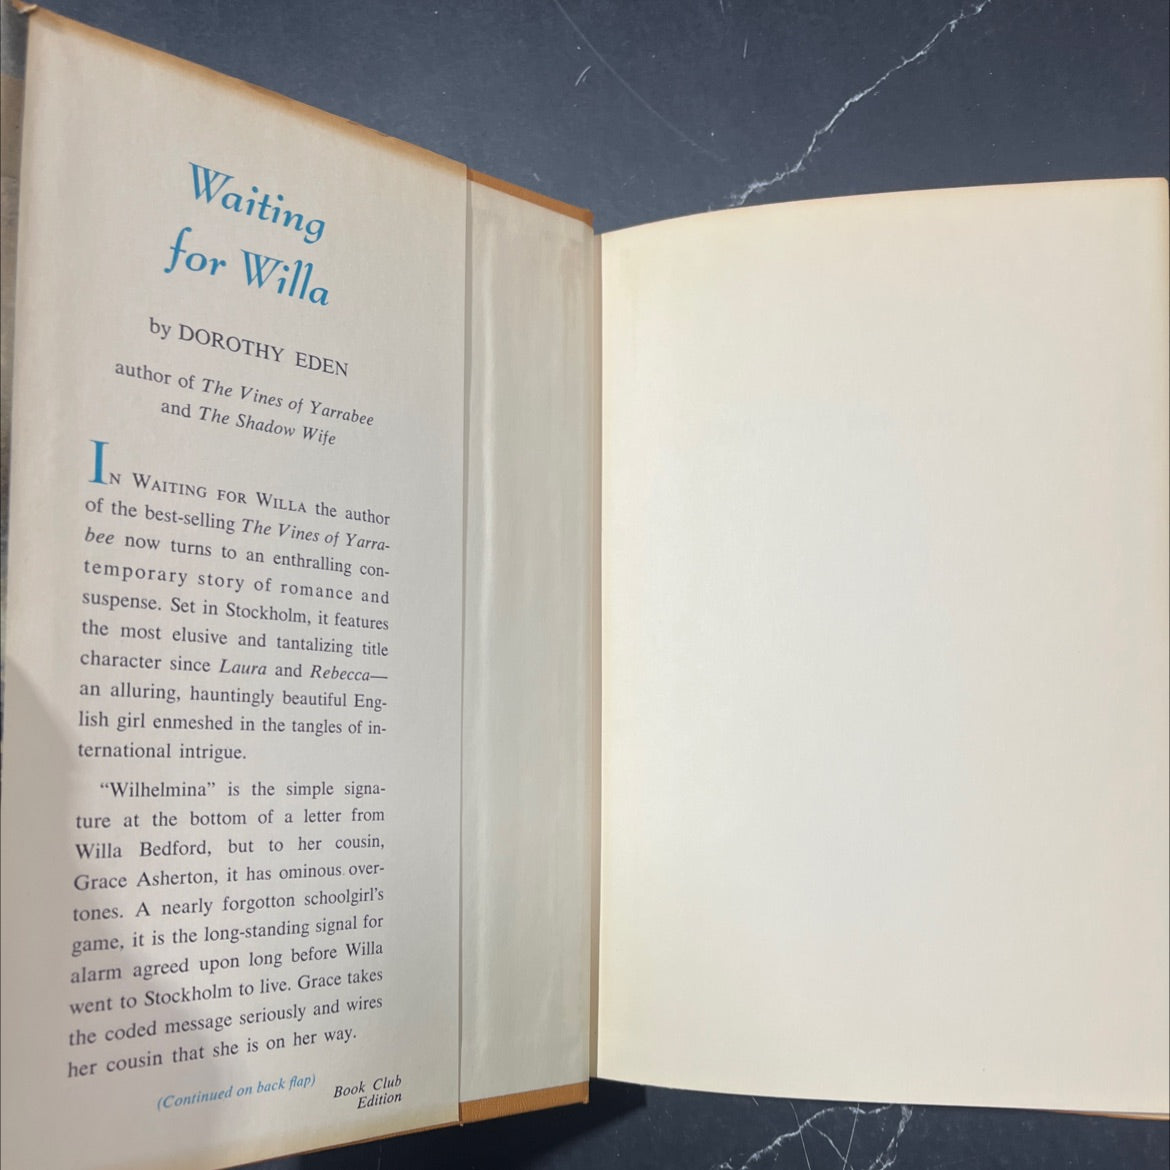 Waiting
for Willa
by DOROTHY EDEN
author of The Vines of Yarrabee
and The Shadow Wife
IN WAITING FOR WILLA the author
of the best-selling The Vines of Yarra-
bee now turns to an enthralling con-
temporary story of romance and
suspense. Set in Stockholm, it features
the most elusive and tantalizing title
character since Laura and Rebecca—
an alluring, hauntingly beautiful Eng-
lish girl enmeshed in the tangles of in-
ternational intrigue.
“Wilhelmina” is the simple signa-
ture at the bottom of a letter from
Willa Bedford, but to her cousin,
Grace Asherton, it has ominous over-
tones. A nearly forgotton schoolgirl's
game, it is the long-standing signal for
alarm agreed upon long before Willa
went to Stockholm to live. Grace takes
the coded message seriously and wires
her cousin that she is on her way.
(Continued on back flap)
Book Club
Edition